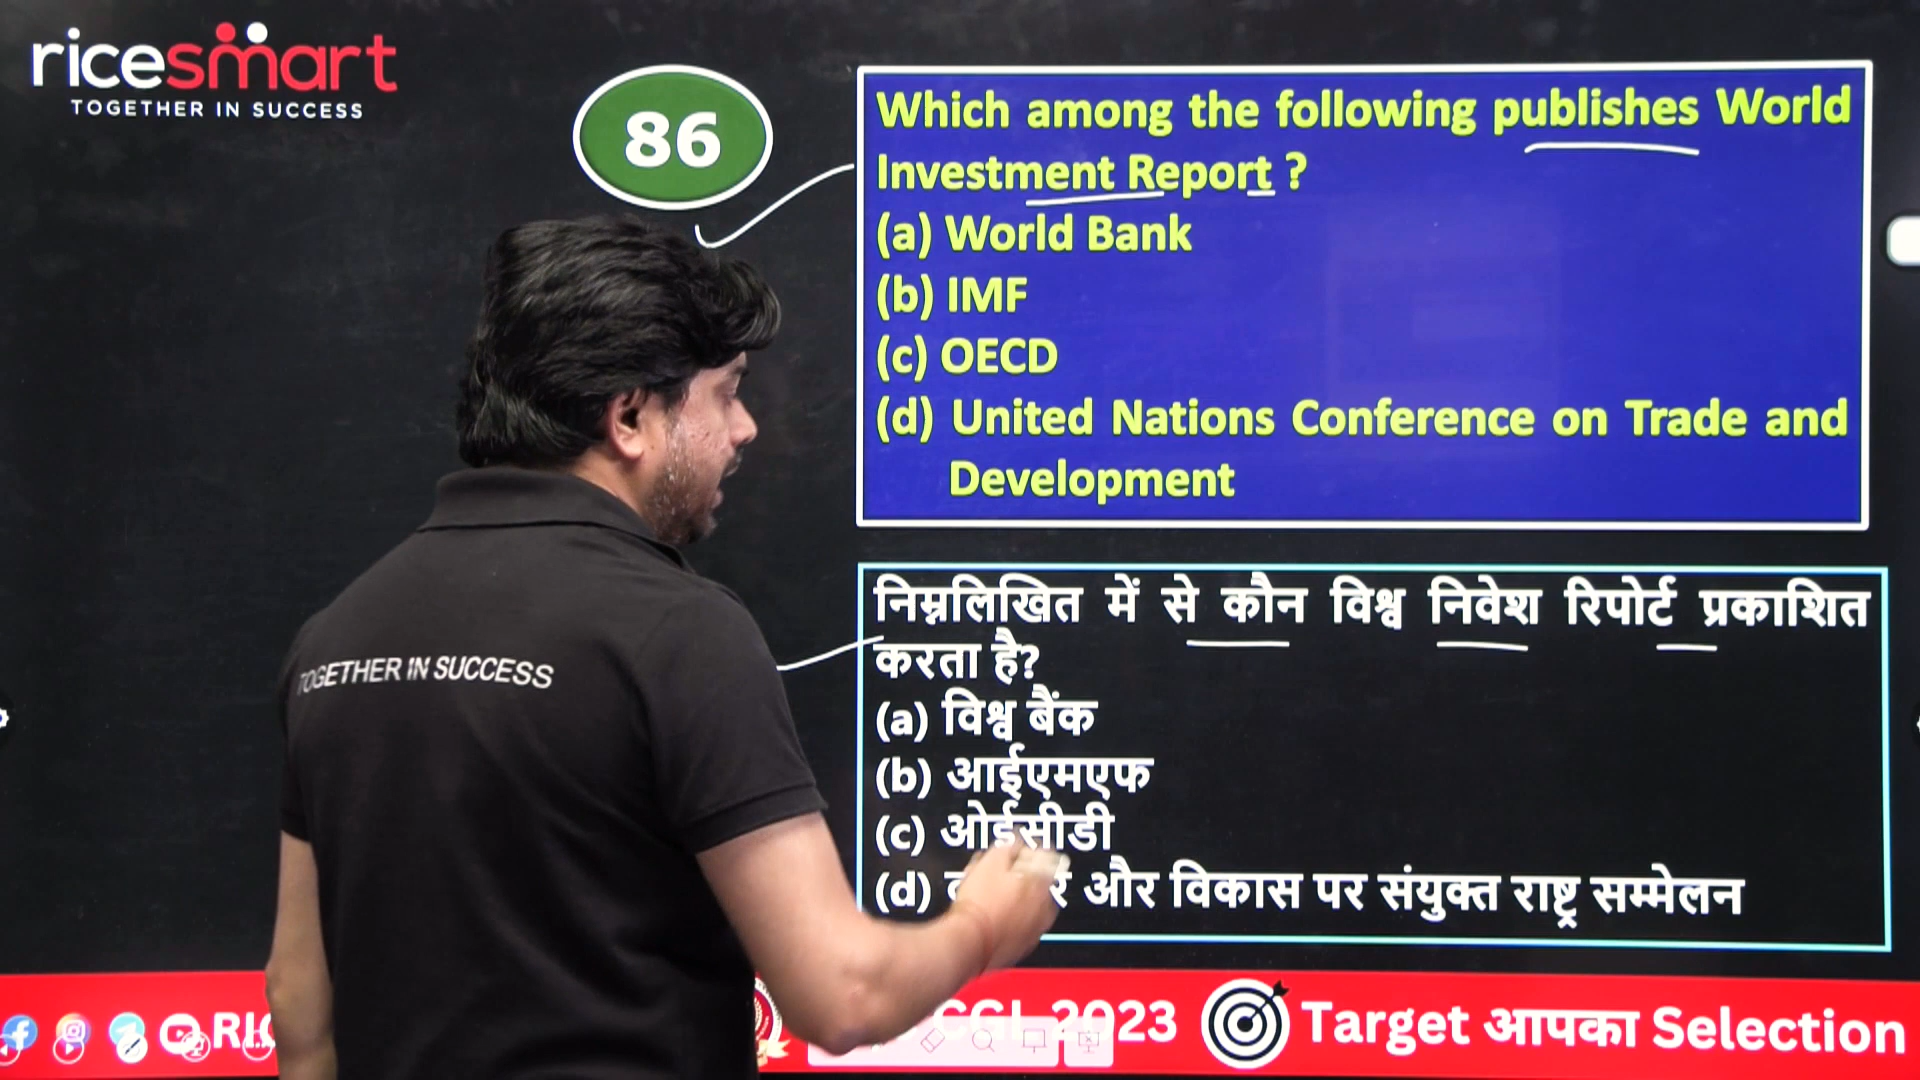 ricesmart
TOGETHER IN SUCCESS
86
Which among the following publishes World
Investment Report ?
(a) World Bank
(b) IMF
(c) OECD
(d) United Nations Conference on Trade and
Development
निम्नलिखित में से कौन विश्व निवेश रिपोर्ट प्रकाशित
करता है?
(a) विश्व बैंक
(b) आईएमएफ
(c) ओईसीडी
(d) और विकास पर संयुक्त राष्ट्र सम्मेलन
TOGETHER IN SUCCESS
CGL 2023 Target आपका Selection